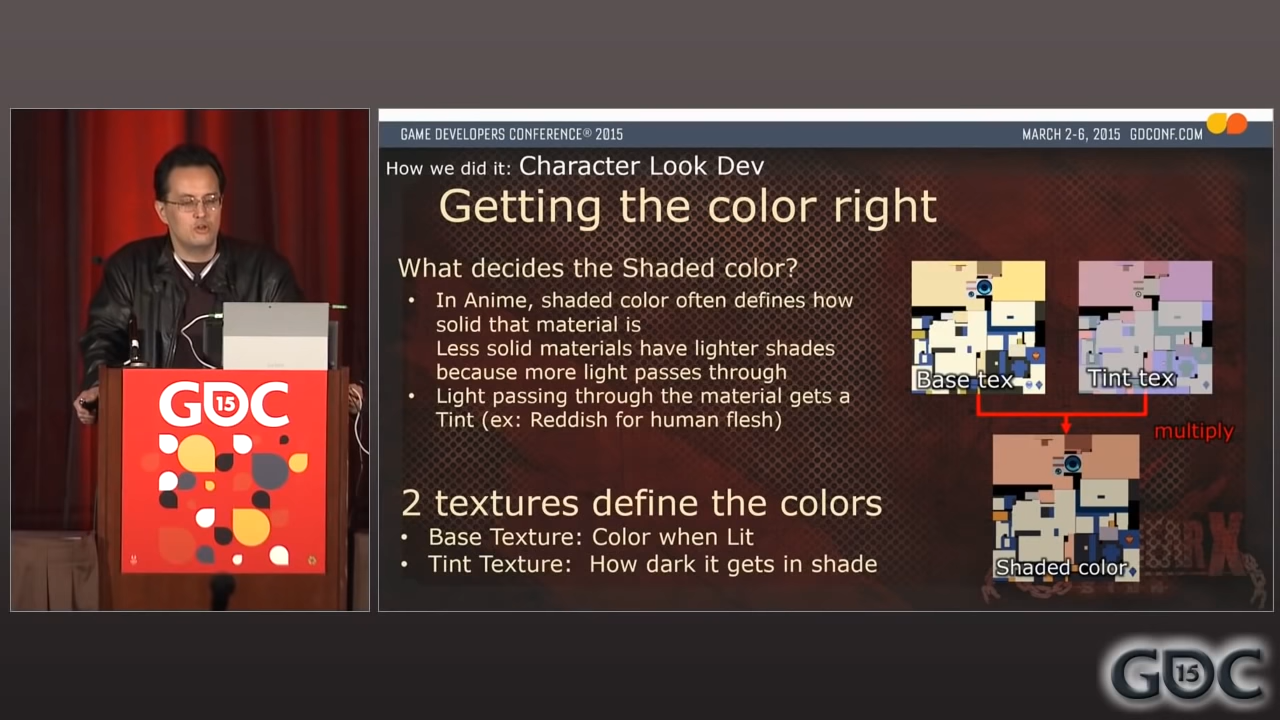 GAME DEVELOPERS CONFERENCE® 2015
MARCH 2-6, 2015 GDCONF.COM
How we did it: Character Look Dev
Getting the color right
What decides the Shaded color?
• In Anime, shaded color often defines how
solid that material is
Less solid materials have lighter shades
because more light passes through
• Light passing through the material gets a
Tint (ex: Reddish for human flesh)
2 textures define the colors
• Base Texture: Color when Lit
• Tint Texture: How dark it gets in shade
Base tex
Tint tex
multiply
Shaded color
GDC 15
GDC 15